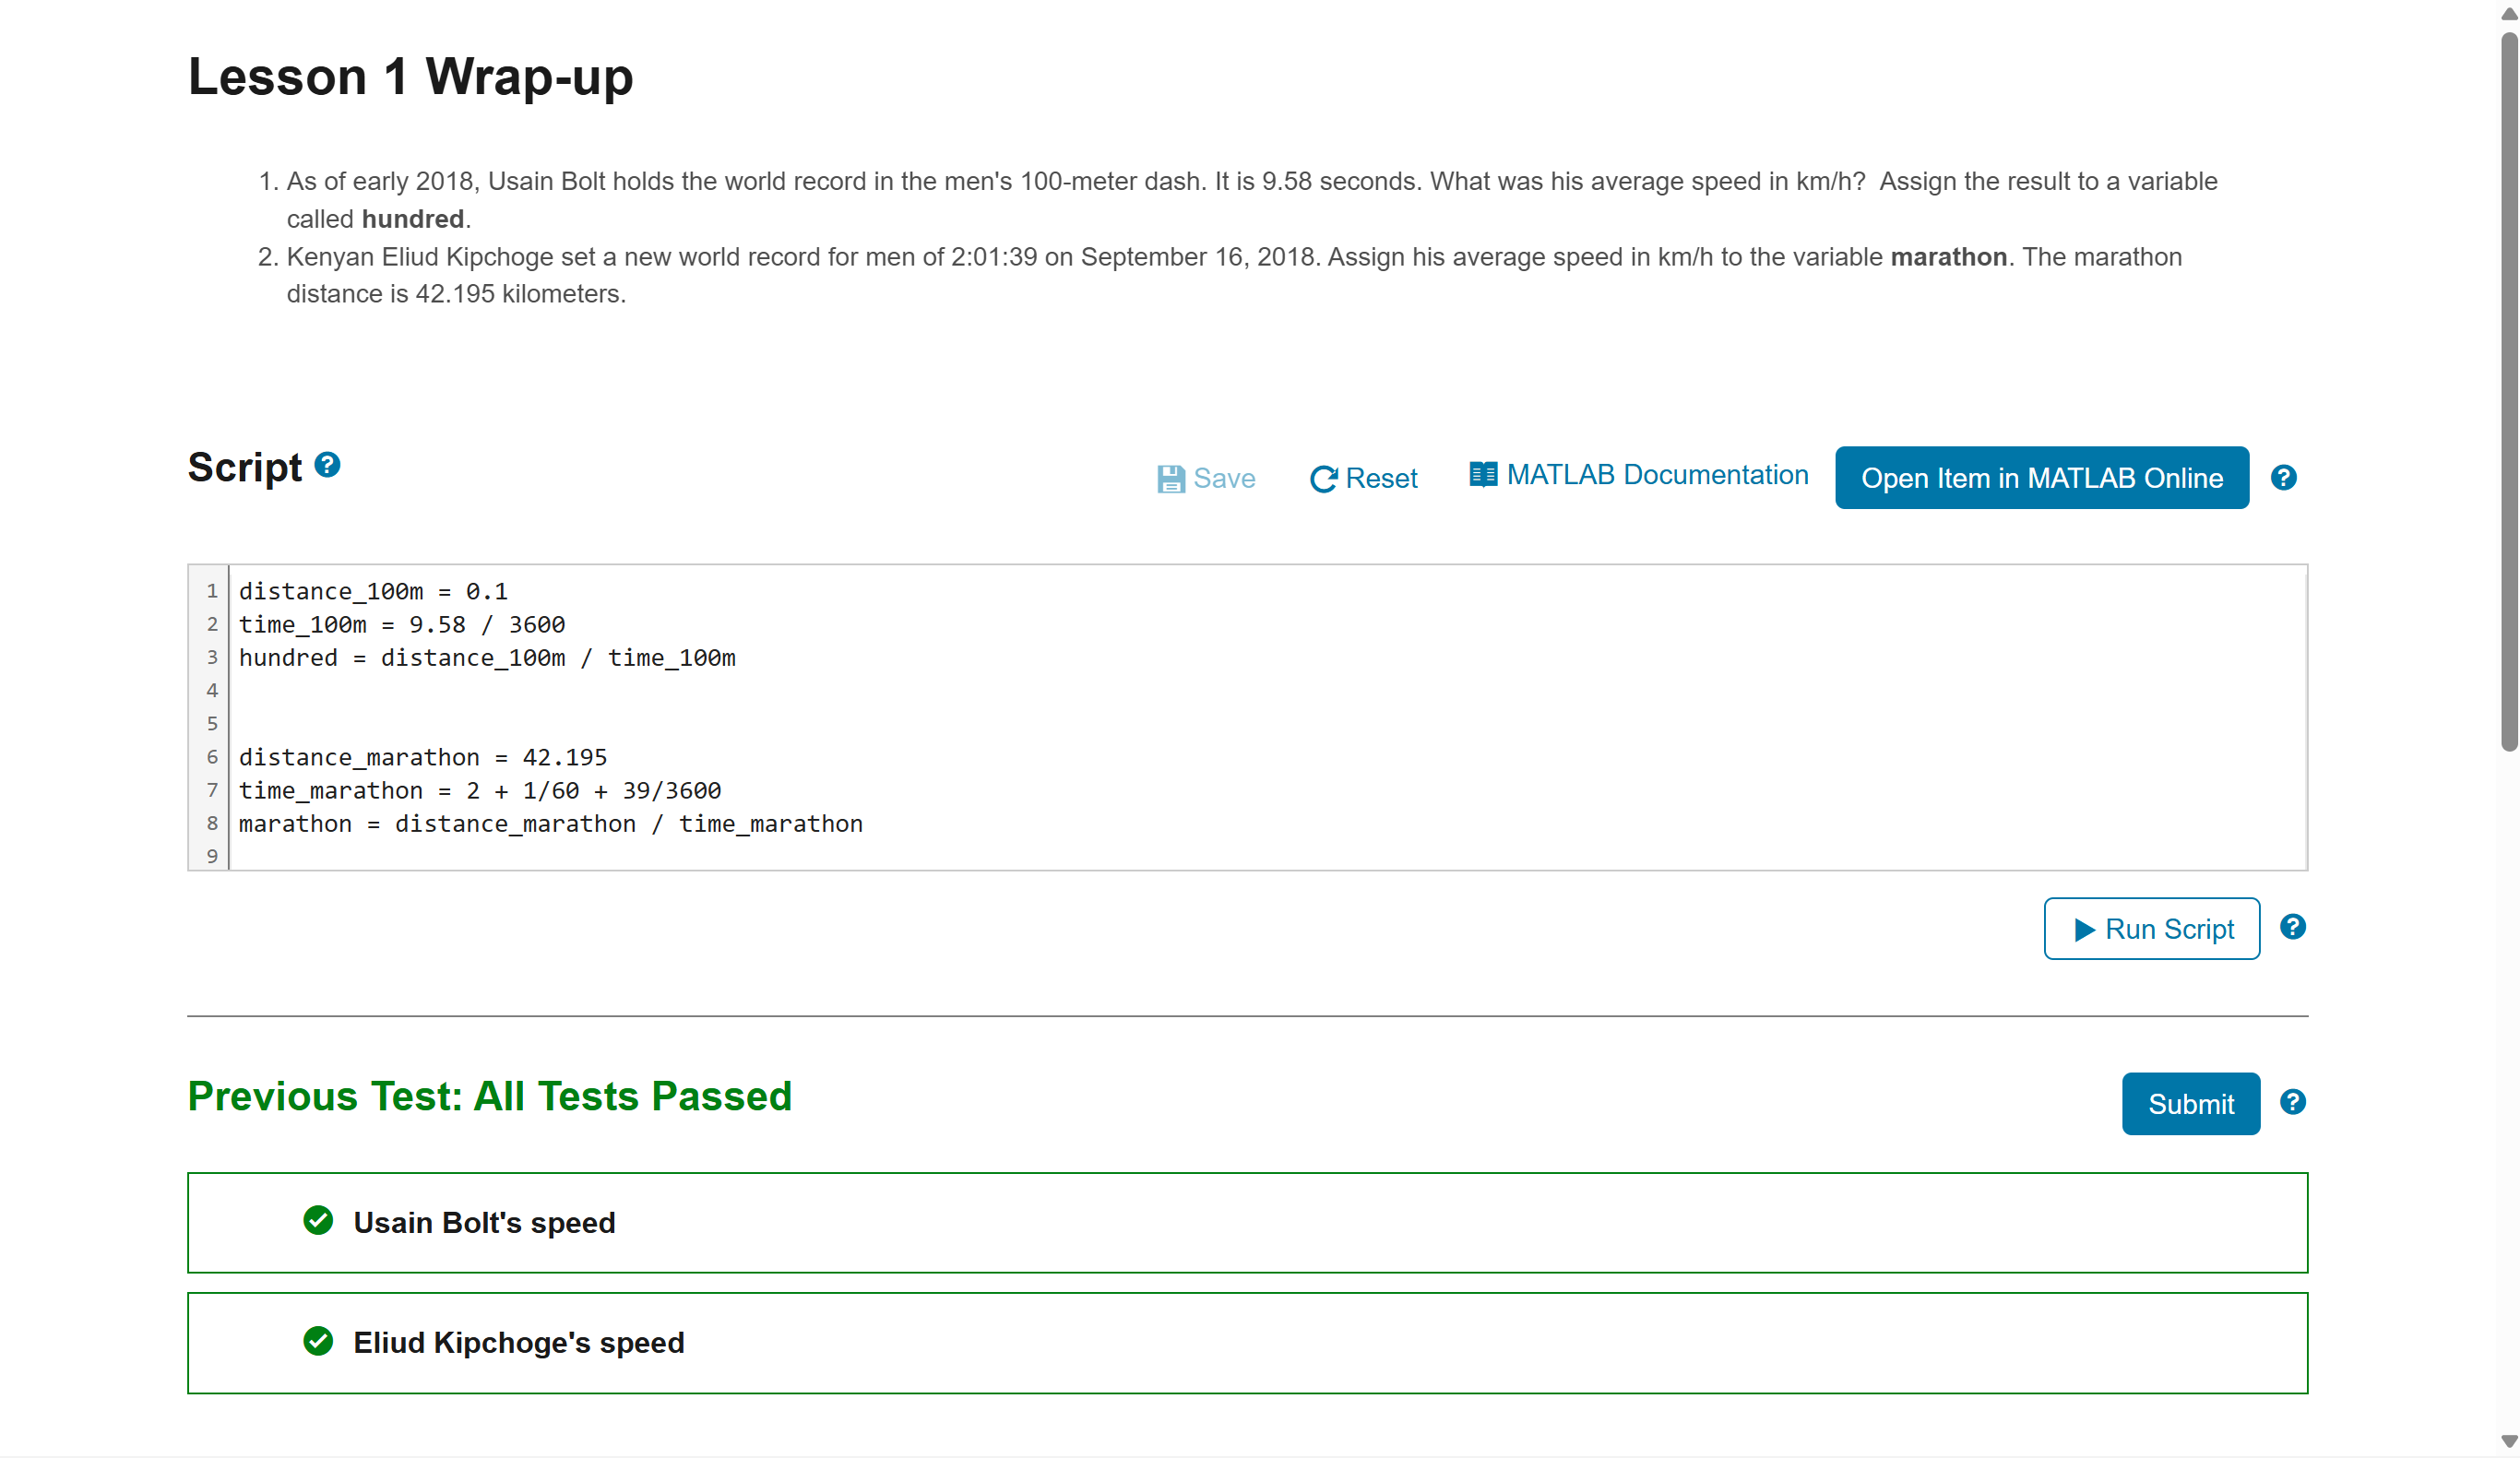 Lesson 1 Wrap-up
1. As of early 2018, Usain Bolt holds the world record in the men's 100-meter dash. It is 9.58 seconds. What was his average speed in km/h?  Assign the result to a variable
called hundred.
2. Kenyan Eliud Kipchoge set a new world record for men of 2:01:39 on September 16, 2018. Assign his average speed in km/h to the variable marathon. The marathon
distance is 42.195 kilometers.
Script ?
Save Reset MATLAB Documentation Open Item in MATLAB Online ?
1 distance_100m = 0.1
2 time_100m = 9.58 / 3600
3 hundred = distance_100m / time_100m
4
5
6 distance_marathon = 42.195
7 time_marathon = 2 + 1/60 + 39/3600
8 marathon = distance_marathon / time_marathon
9
Run Script ?
Previous Test: All Tests Passed
Submit ?
Usain Bolt's speed
Eliud Kipchoge's speed